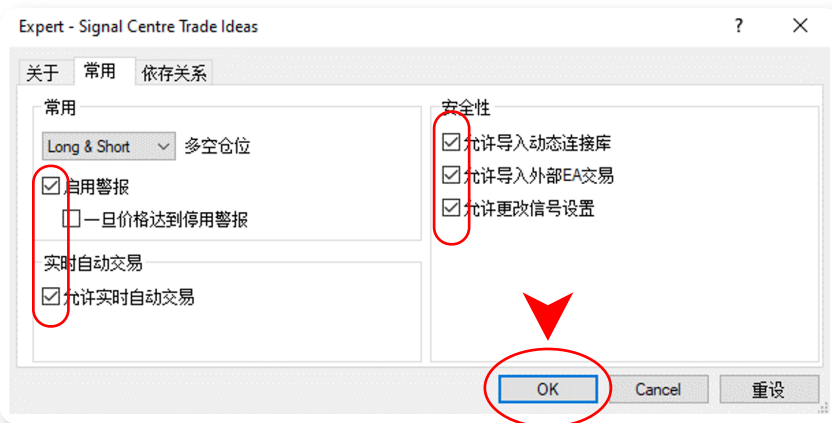 Expert - Signal Centre Trade Ideas
?
关于 常用 依存关系
常用
Long & Short 多空仓位
启用警报
一旦价格达到停用警报
实时自动交易
允许实时自动交易
安全性
允许导入动态连接库
允许导入外部EA交易
允许更改信号设置
OK Cancel 重设